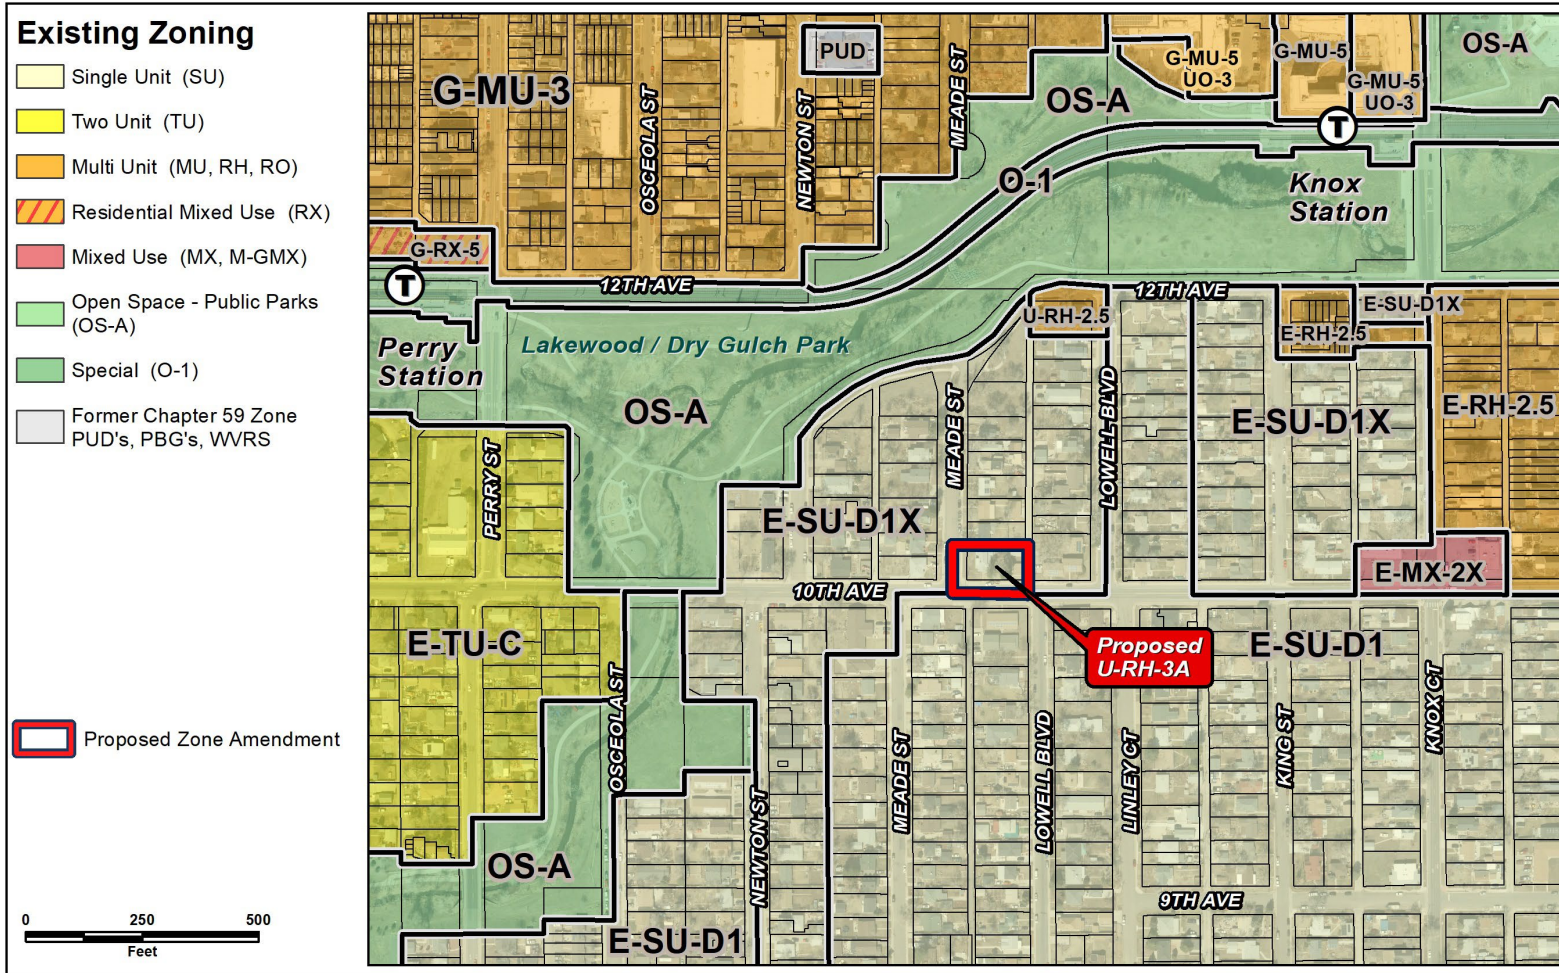 Existing Zoning
Single Unit (SU)
Two Unit (TU)
Multi Unit (MU, RH, RO)
Residential Mixed Use (RX)
Mixed Use (MX, M-GMX)
Open Space - Public Parks
(OS-A)
Special (O-1)
Former Chapter 59 Zone
PUD's, PBG's, WVRS
Proposed Zone Amendment
0 250 500
Feet
PUD
G-MU-3
OSCEOLA ST
NEWTON ST
MEADE ST
OS-A
G-MU-5
UO-3
G-MU-5
G-MU-5
UO-3
OS-A
T
O-1
Knox
Station
G-RX-5
T
12TH AVE
12TH AVE
U-RH-2.5
E-SU-D1X
E-RH-2.5
Perry
Station
Lakewood / Dry Gulch Park
OS-A
MEADE ST
LOWELL BLVD
E-SU-D1X
E-RH-2.5
PERRY ST
E-SU-D1X
10TH AVE
E-MX-2X
E-TU-C
Proposed
U-RH-3A
E-SU-D1
OSCEOLA ST
NEWTON ST
MEADE ST
LOWELL BLVD
LINLEY CT
KING ST
KNOX CT
OS-A
9TH AVE
E-SU-D1